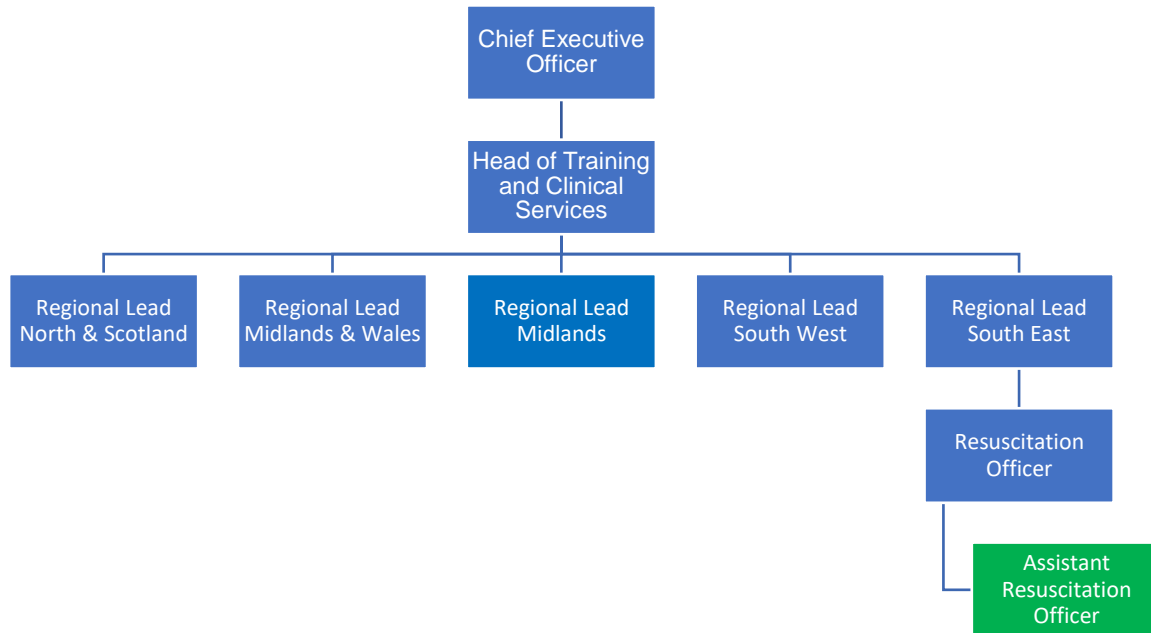 Chief Executive
Officer
Head of Training
and Clinical
Services
Regional Lead
North & Scotland
Regional Lead
Midlands & Wales
Regional Lead
Midlands
Regional Lead
South West
Regional Lead
South East
Resuscitation
Officer
Assistant
Resuscitation
Officer